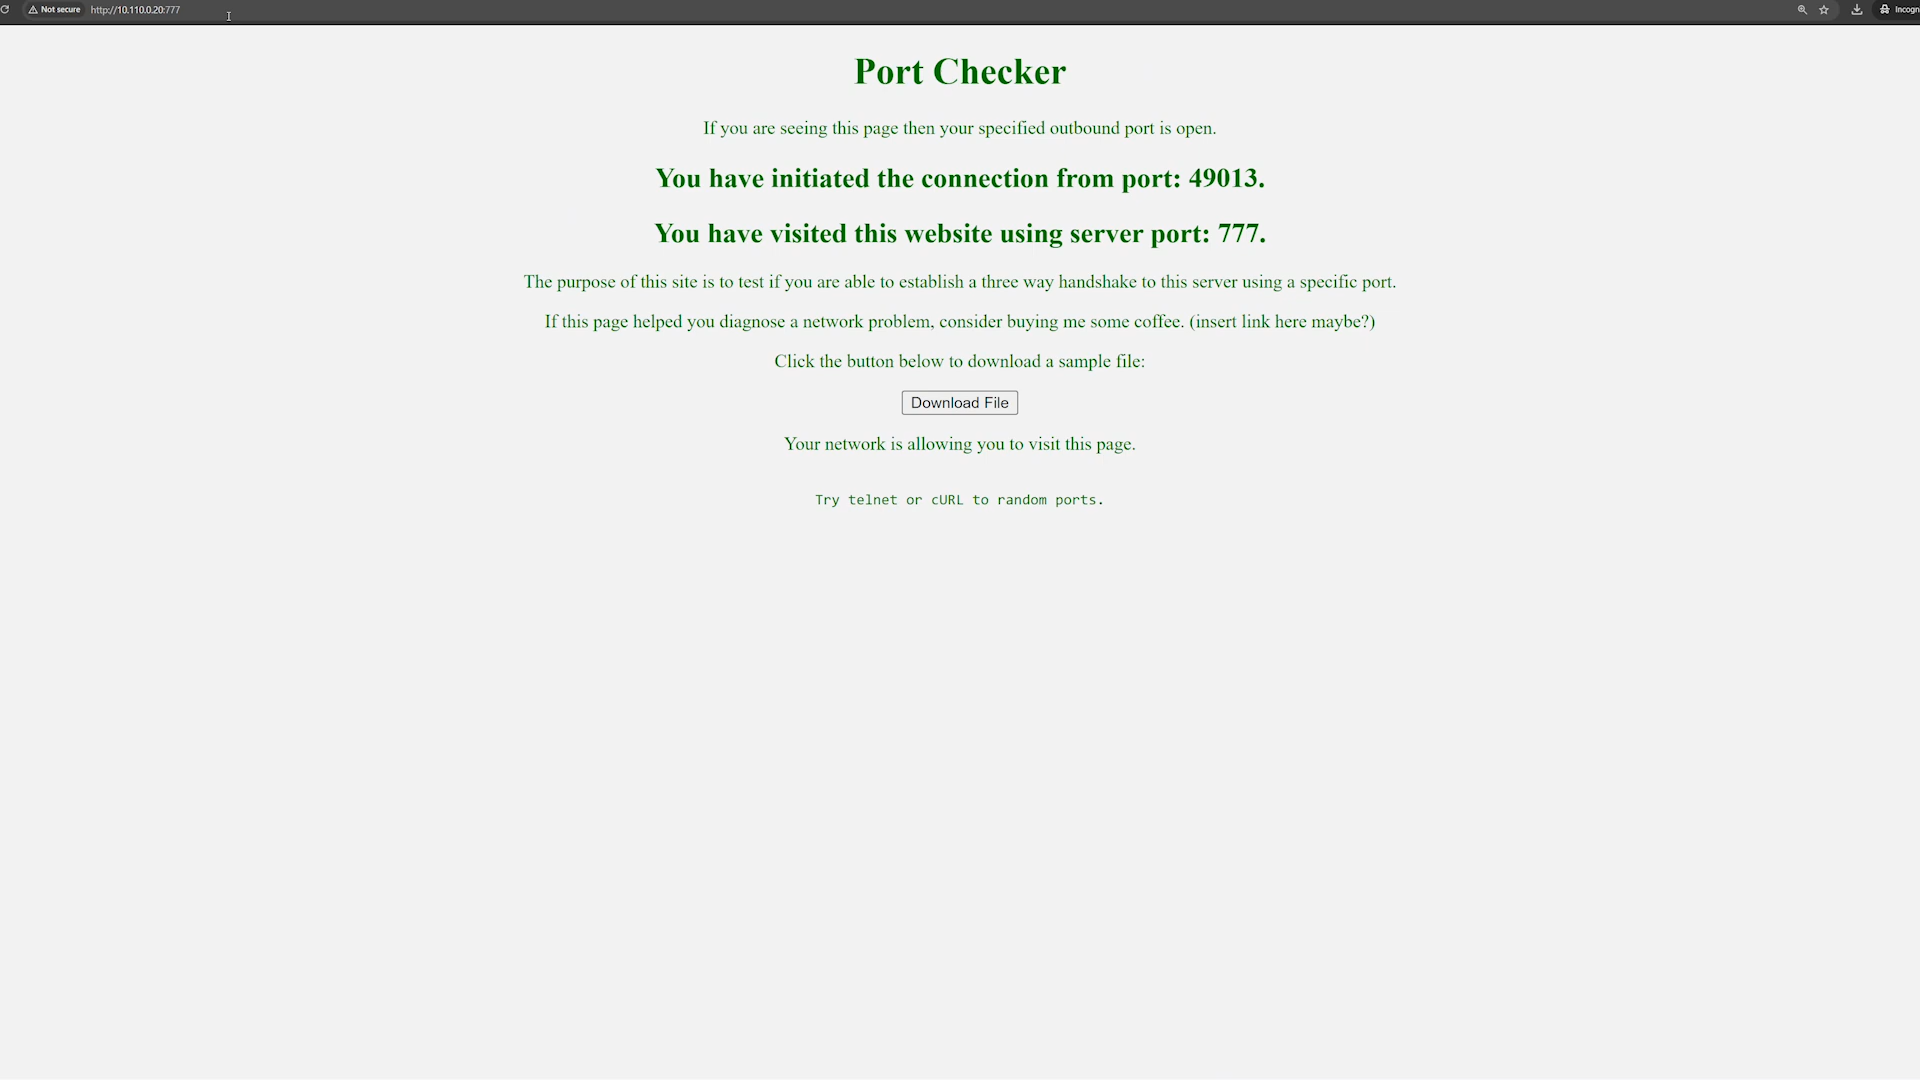 Not secure http://10.110.0.20:777
Incogn
Port Checker
If you are seeing this page then your specified outbound port is open.
You have initiated the connection from port: 49013.
You have visited this website using server port: 777.
The purpose of this site is to test if you are able to establish a three way handshake to this server using a specific port.
If this page helped you diagnose a network problem, consider buying me some coffee. (insert link here maybe?)
Click the button below to download a sample file:
Download File
Your network is allowing you to visit this page.
Try telnet or cURL to random ports.